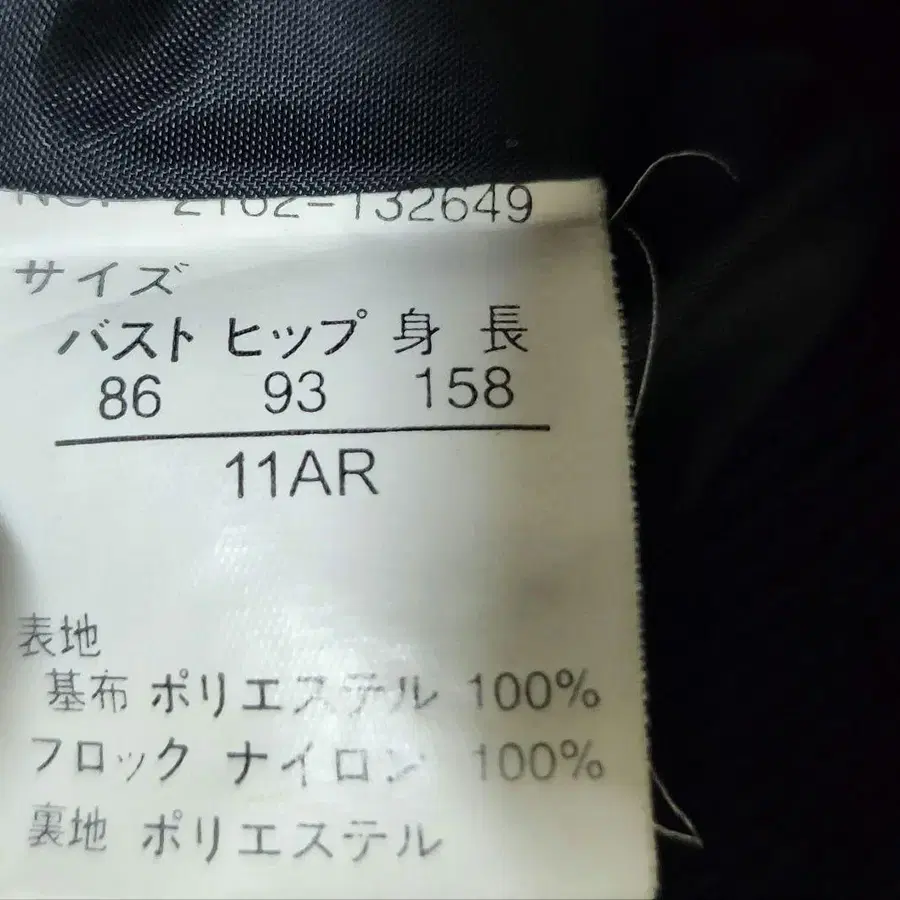 NO. 2162-132649
サイズ
バスト ヒップ 身 長
86 93 158
11AR
表地
基布 ポリエステル 100%
フロック ナイロン 100%
裏地 ポリエステル